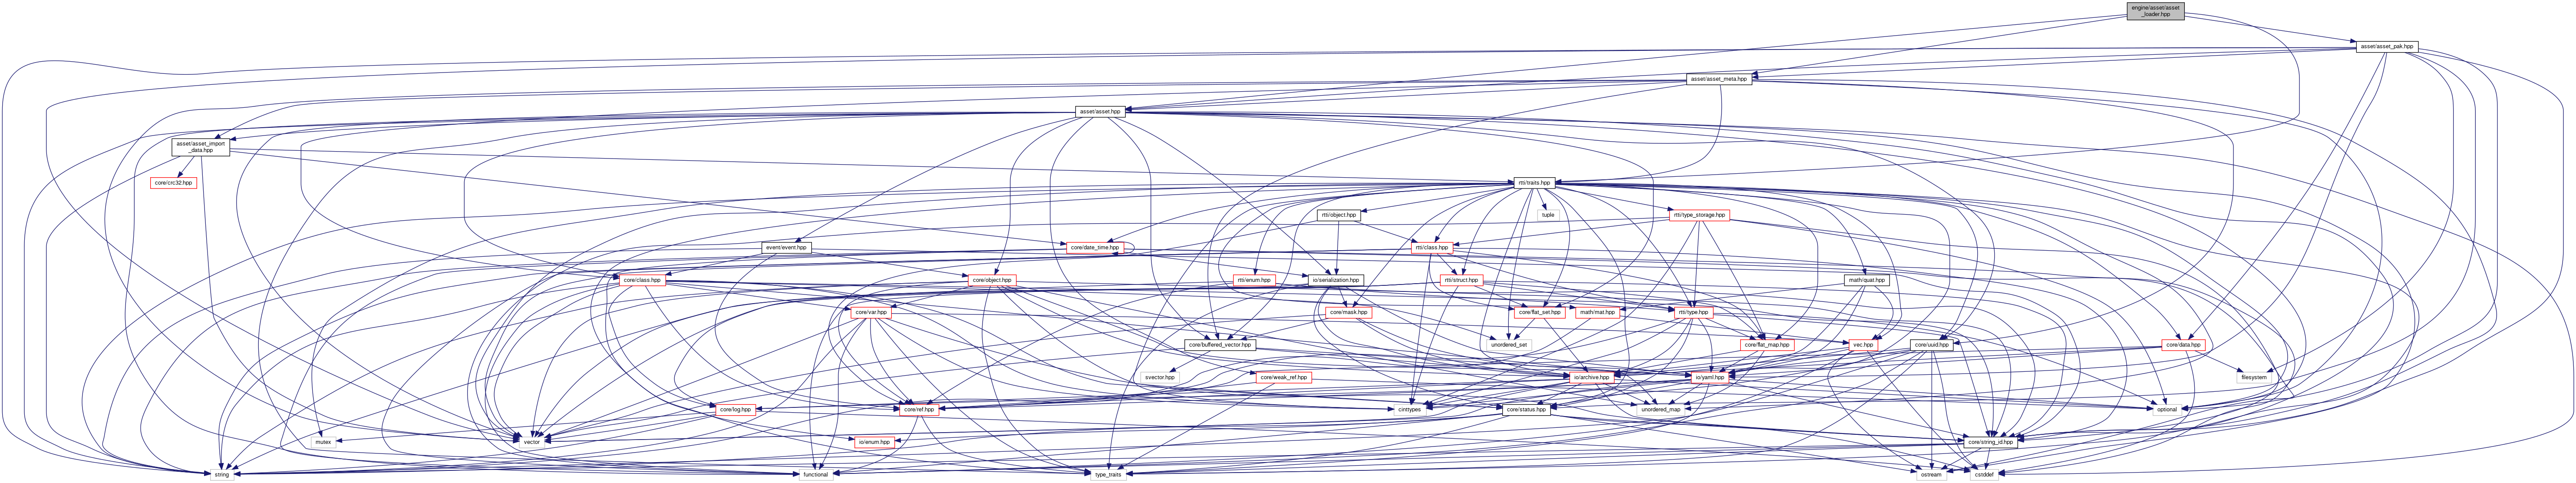 engine/asset/asset
_loader.hpp
asset/asset_pak.hpp
asset/asset_meta.hpp
asset/asset.hpp
asset/asset_import
_data.hpp
core/crc32.hpp
rtti/traits.hpp
rtti/object.hpp
tuple
rtti/type_storage.hpp
event/event.hpp
core/date_time.hpp
rtti/class.hpp
core/class.hpp
core/object.hpp
rtti/enum.hpp
io/serialization.hpp
rtti/struct.hpp
math/quat.hpp
core/var.hpp
core/mask.hpp
core/flat_set.hpp
math/mat.hpp
rtti/type.hpp
core/buffered_vector.hpp
unordered_set
core/flat_map.hpp
vec.hpp
core/uuid.hpp
core/data.hpp
svector.hpp
core/weak_ref.hpp
io/archive.hpp
io/yaml.hpp
filesystem
core/log.hpp
core/ref.hpp
cinttypes
core/status.hpp
unordered_map
optional
mutex
vector
io/enum.hpp
core/string_id.hpp
string
functional
type_traits
ostream
cstddef